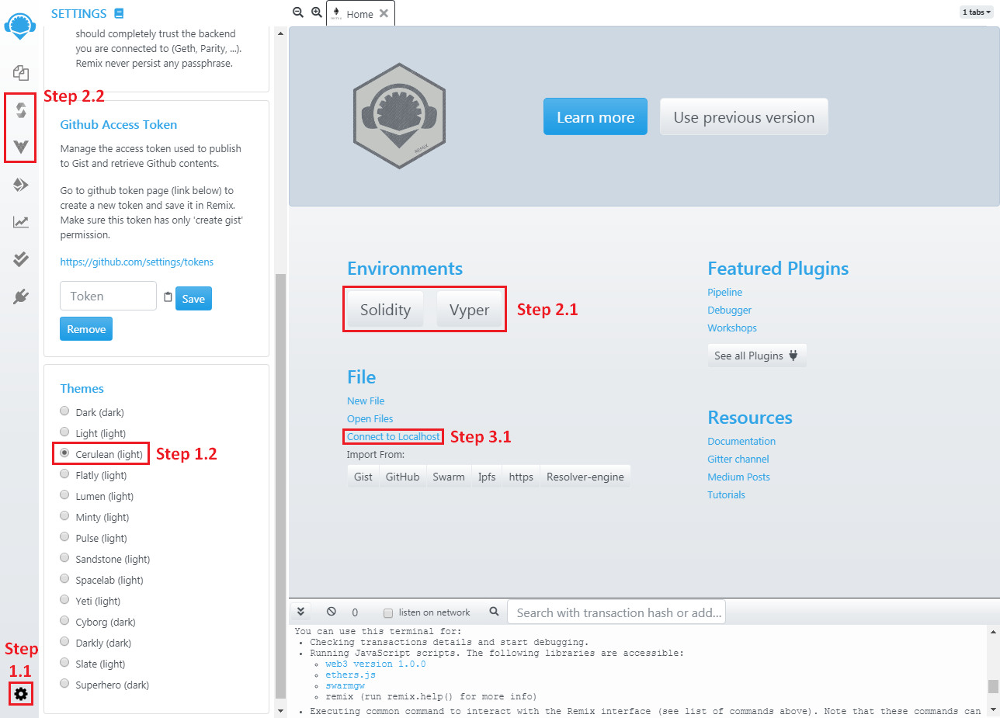 SETTINGS
should completely trust the backend
you are connected to (Geth, Parity, ...).
Remix never persist any passphrase.
Step 2.2
Github Access Token
Manage the access token used to publish
to Gist and retrieve Github contents.
Go to github token page (link below) to
create a new token and save it in Remix.
Make sure this token has only 'create gist'
permission.
https://github.com/settings/tokens
Token
Save
Remove
Themes
Dark (dark)
Light (light)
Cerulean (light) Step 1.2
Flatly (light)
Lumen (light)
Minty (light)
Pulse (light)
Sandstone (light)
Spacelab (light)
Yeti (light)
Cyborg (dark)
Darkly (dark)
Slate (light)
Superhero (dark)
Step
1.1
Home
1 tabs
REMIX
Learn more
Use previous version
Environments
Solidity Vyper Step 2.1
File
New File
Open Files
Connect to Localhost Step 3.1
Import From:
Gist GitHub Swarm Ipfs https Resolver-engine
Featured Plugins
Pipeline
Debugger
Workshops
See all Plugins
Resources
Documentation
Gitter channel
Medium Posts
Tutorials
0 listen on network Search with transaction hash or add...
You can use this terminal for:
• Checking transactions details and start debugging.
• Running JavaScript scripts. The following libraries are accessible:
◦ web3 version 1.0.0
◦ ethers.js
◦ swarmgw
◦ remix (run remix.help() for more info)
• Executing common command to interact with the Remix interface (see list of commands above). Note that these commands can